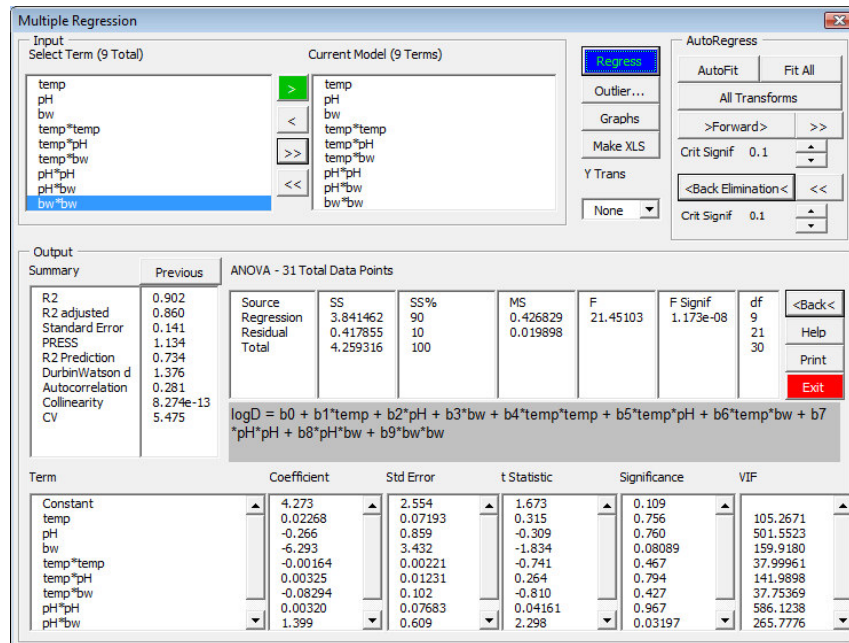 Multiple Regression
Input
Select Term (9 Total)
temp
pH
bw
temp*temp
temp*pH
temp*bw
pH*pH
pH*bw
bw*bw
>
<
>>
<<
Current Model (9 Terms)
temp
pH
bw
temp*temp
temp*pH
temp*bw
pH*pH
pH*bw
bw*bw
Regress
Outlier...
Graphs
Make XLS
Y Trans
None
AutoRegress
AutoFit Fit All
All Transforms
>Forward> >>
Crit Signif 0.1
<Back Elimination< <<
Crit Signif 0.1
Output
Summary Previous
R2 0.902
R2 adjusted 0.860
Standard Error 0.141
PRESS 1.134
R2 Prediction 0.734
DurbinWatson d 1.376
Autocorrelation 0.281
Collinearity 8.274e-13
CV 5.475
ANOVA - 31 Total Data Points
Source SS SS% MS F F Signif df
Regression 3.841462 90 0.426829 21.45103 1.173e-08 9
Residual 0.417855 10 0.019898 21
Total 4.259316 100 30
<Back<
Help
Print
Exit
logD = b0 + b1*temp + b2*pH + b3*bw + b4*temp*temp + b5*temp*pH + b6*temp*bw + b7
*pH*pH + b8*pH*bw + b9*bw*bw
Term Coefficient Std Error t Statistic Significance VIF
Constant 4.273 2.554 1.673 0.109
temp 0.02268 0.07193 0.315 0.756 105.2671
pH -0.266 0.859 -0.309 0.760 501.5523
bw -6.293 3.432 -1.834 0.08089 159.9180
temp*temp -0.00164 0.00221 -0.741 0.467 37.99961
temp*pH 0.00325 0.01231 0.264 0.794 141.9898
temp*bw -0.08294 0.102 -0.810 0.427 37.75369
pH*pH 0.00320 0.07683 0.04161 0.967 586.1238
pH*bw 1.399 0.609 2.298 0.03197 265.7776